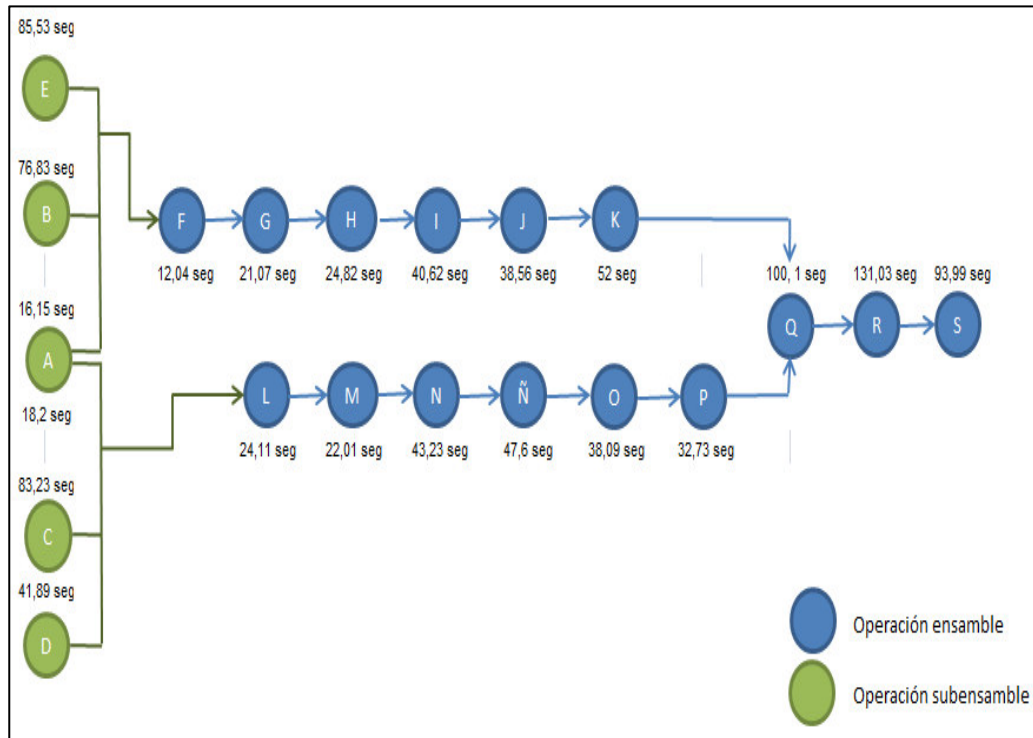 85,53 seg
E
76,83 seg
B
16,15 seg
A
18,2 seg
83,23 seg
C
41,89 seg
D
F
G
H
I
J
K
12,04 seg
21,07 seg
24,82 seg
40,62 seg
38,56 seg
52 seg
100, 1 seg
131,03 seg
93,99 seg
Q
R
S
L
M
N
Ñ
O
P
24,11 seg
22,01 seg
43,23 seg
47,6 seg
38,09 seg
32,73 seg
Operación ensamble
Operación subensamble